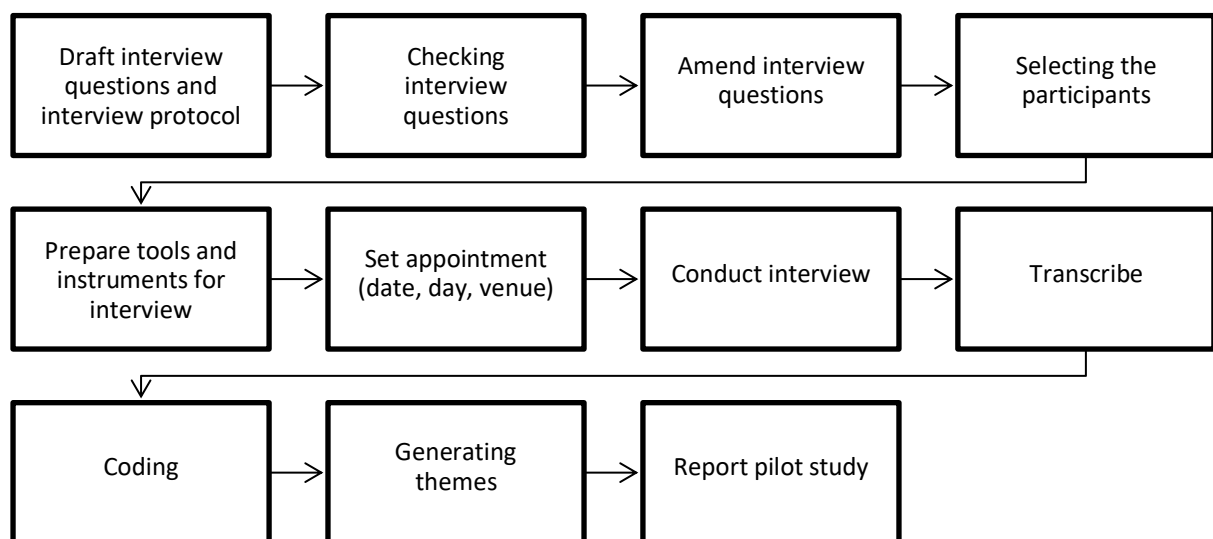 Draft interview
questions and
interview protocol
Checking
interview
questions
Amend interview
questions
Selecting the
participants
Prepare tools and
instruments for
interview
Set appointment
(date, day, venue)
Conduct interview
Transcribe
Coding
Generating
themes
Report pilot study